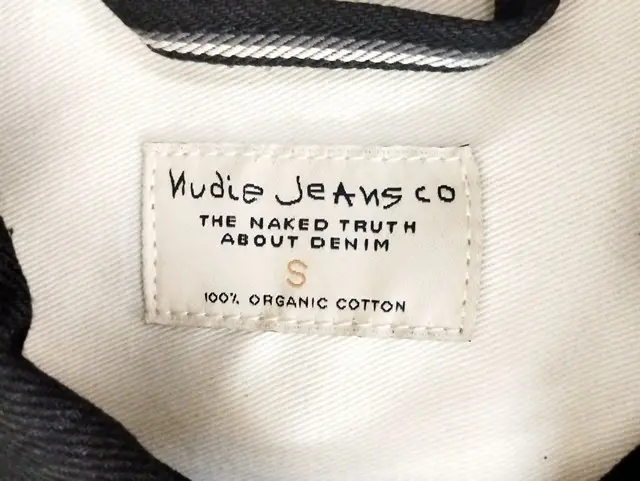 Nudie Jeans co
THE NAKED TRUTH
ABOUT DENIM
S
100% ORGANIC COTTON